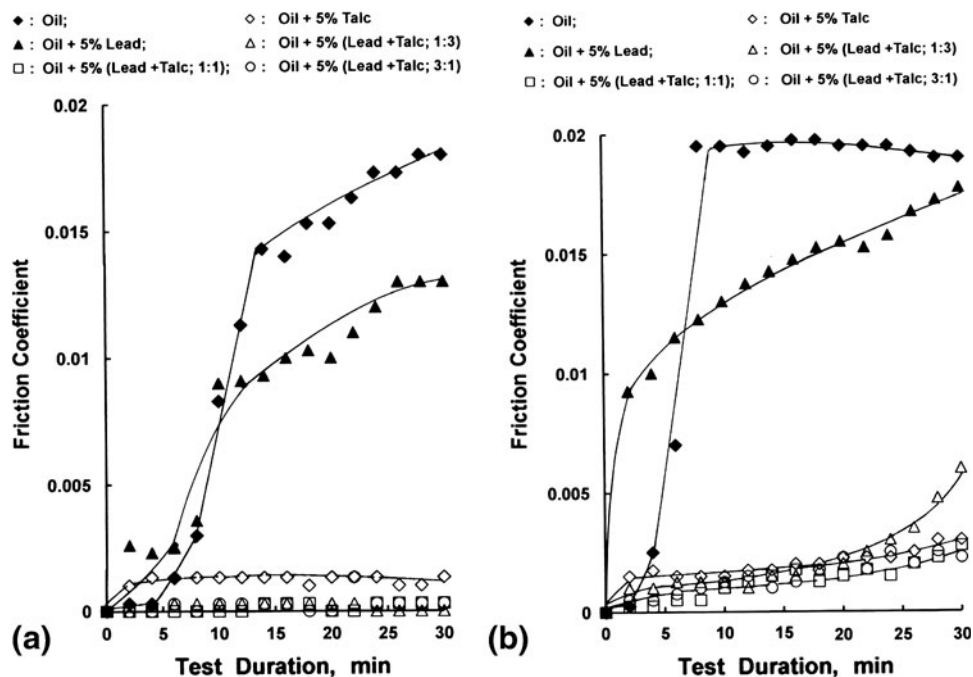 ◆ : Oil; ◇ : Oil + 5% Talc
▲ : Oil + 5% Lead; △ : Oil + 5% (Lead +Talc; 1:3)
□ : Oil + 5% (Lead +Talc; 1:1); ○ : Oil + 5% (Lead +Talc; 3:1)
0.02
0.015
0.01
0.005
0
Friction Coefficient
0 5 10 15 20 25 30
Test Duration, min
(a)
◆ : Oil; ◇ : Oil + 5% Talc
▲ : Oil + 5% Lead; △ : Oil + 5% (Lead +Talc; 1:3)
□ : Oil + 5% (Lead +Talc; 1:1); ○ : Oil + 5% (Lead +Talc; 3:1)
0.02
0.015
0.01
0.005
0
Friction Coefficient
0 5 10 15 20 25 30
Test Duration, min
(b)